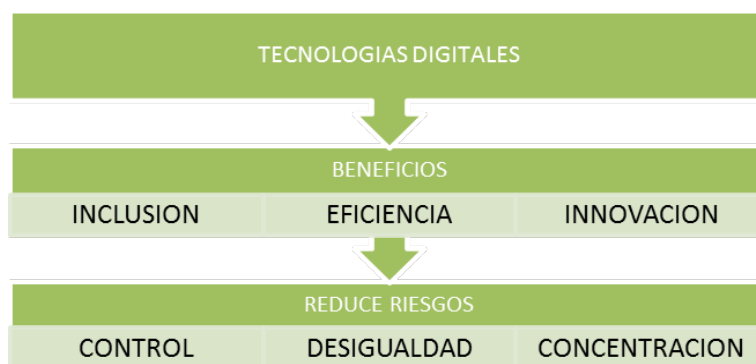 TECNOLOGIAS DIGITALES
BENEFICIOS
INCLUSION EFICIENCIA INNOVACION
REDUCE RIESGOS
CONTROL DESIGUALDAD CONCENTRACION